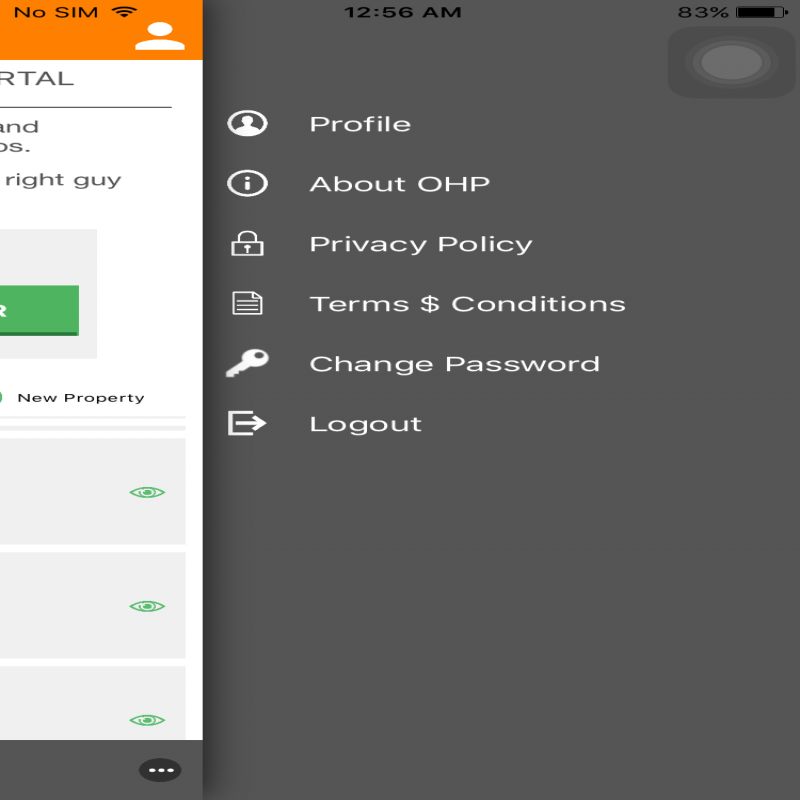 No SIM 12:56 AM 83%
RTAL
and
os.
right guy
R
New Property
Profile
About OHP
Privacy Policy
Terms $ Conditions
Change Password
Logout